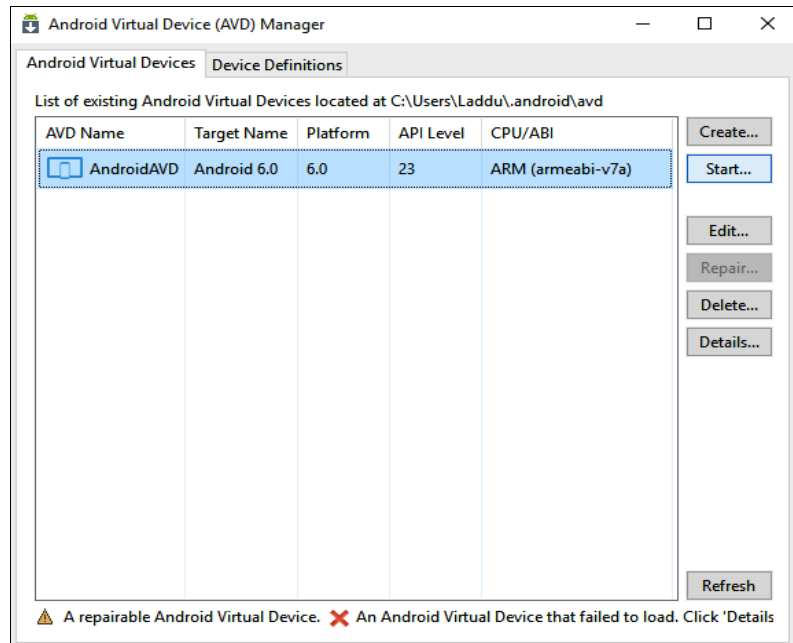 Android Virtual Device (AVD) Manager
Android Virtual Devices Device Definitions
List of existing Android Virtual Devices located at C:\Users\Laddu\.android\avd
AVD Name Target Name Platform API Level CPU/ABI
AndroidAVD Android 6.0 6.0 23 ARM (armeabi-v7a)
Create...
Start...
Edit...
Repair...
Delete...
Details...
Refresh
A repairable Android Virtual Device. An Android Virtual Device that failed to load. Click 'Details